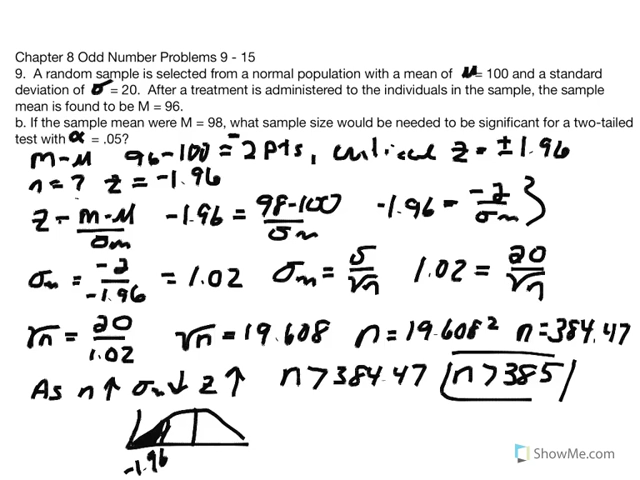 Chapter 8 Odd Number Problems 9 - 15
9. A random sample is selected from a normal population with a mean of μ= 100 and a standard
deviation of σ = 20. After a treatment is administered to the individuals in the sample, the sample
mean is found to be M = 96.
b. If the sample mean were M = 98, what sample size would be needed to be significant for a two-tailed
test with α = .05?
M-μ 96-100 = -2 pts, critical z = ±1.96
n = ? z = -1.96
z = M-μ/σm -1.96 = 98-100/σm -1.96 = -2/σm }
σm = -2/-1.96 = 1.02 σm = σ/√n 1.02 = 20/√n
√n = 20/1.02 √n = 19.608 n = 19.608² n = 384.47
As n ↑ σm ↓ z ↑ n > 384.47 n > 385
-1.96
ShowMe.com